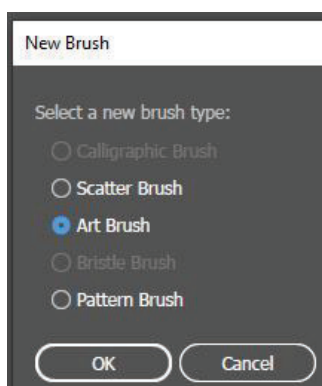 New Brush
Select a new brush type:
Calligraphic Brush
Scatter Brush
Art Brush
Bristle Brush
Pattern Brush
OK Cancel